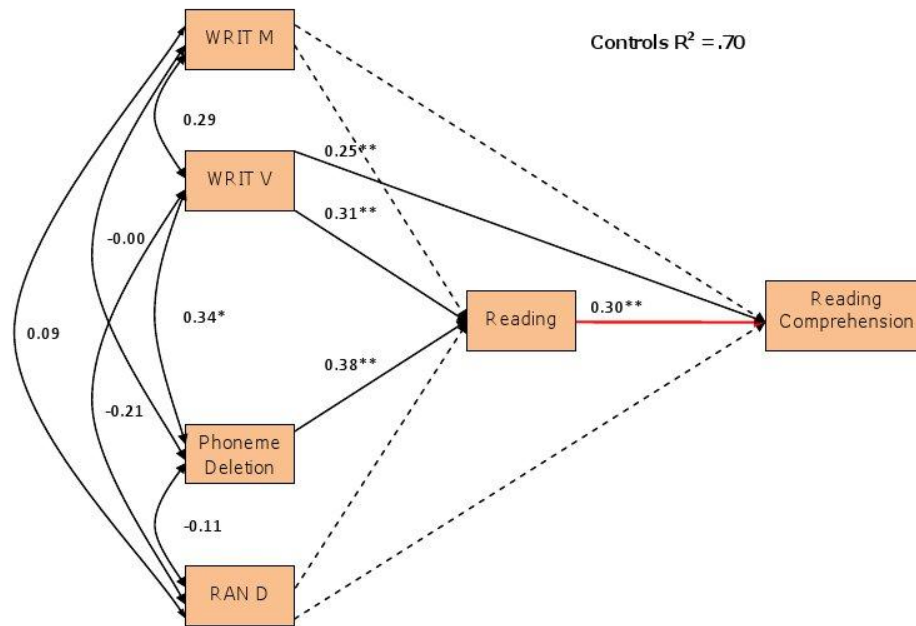 WRIT M
Controls R² = .70
0.29
0.25**
WRIT V
0.31**
-0.00
Reading
Comprehension
0.09
0.34*
Reading
0.30**
0.38**
-0.21
Phoneme
Deletion
-0.11
RAN D